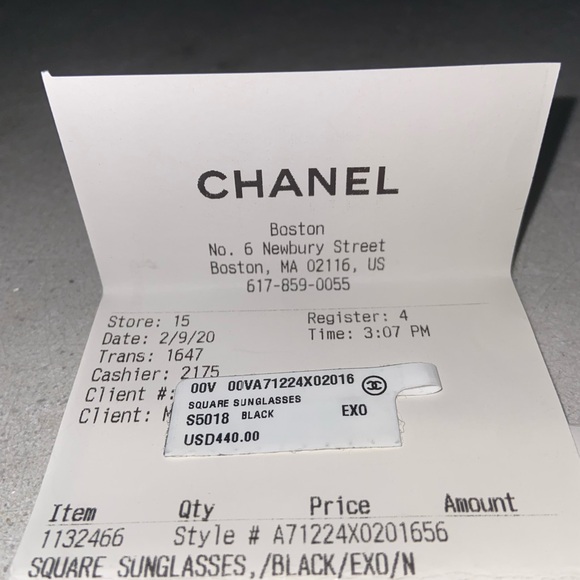 CHANEL
Boston
No. 6 Newbury Street
Boston, MA 02116, US
617-859-0055
Store: 15 Register: 4
Date: 2/9/20 Time: 3:07 PM
Trans: 1647
Cashier: 2175
Client #:
Client: M
00V 00VA71224X02016
SQUARE SUNGLASSES
S5018 BLACK EXO
USD440.00
Item Qty Price Amount
1132466 Style # A71224X0201656
SQUARE SUNGLASSES,/BLACK/EXO/N